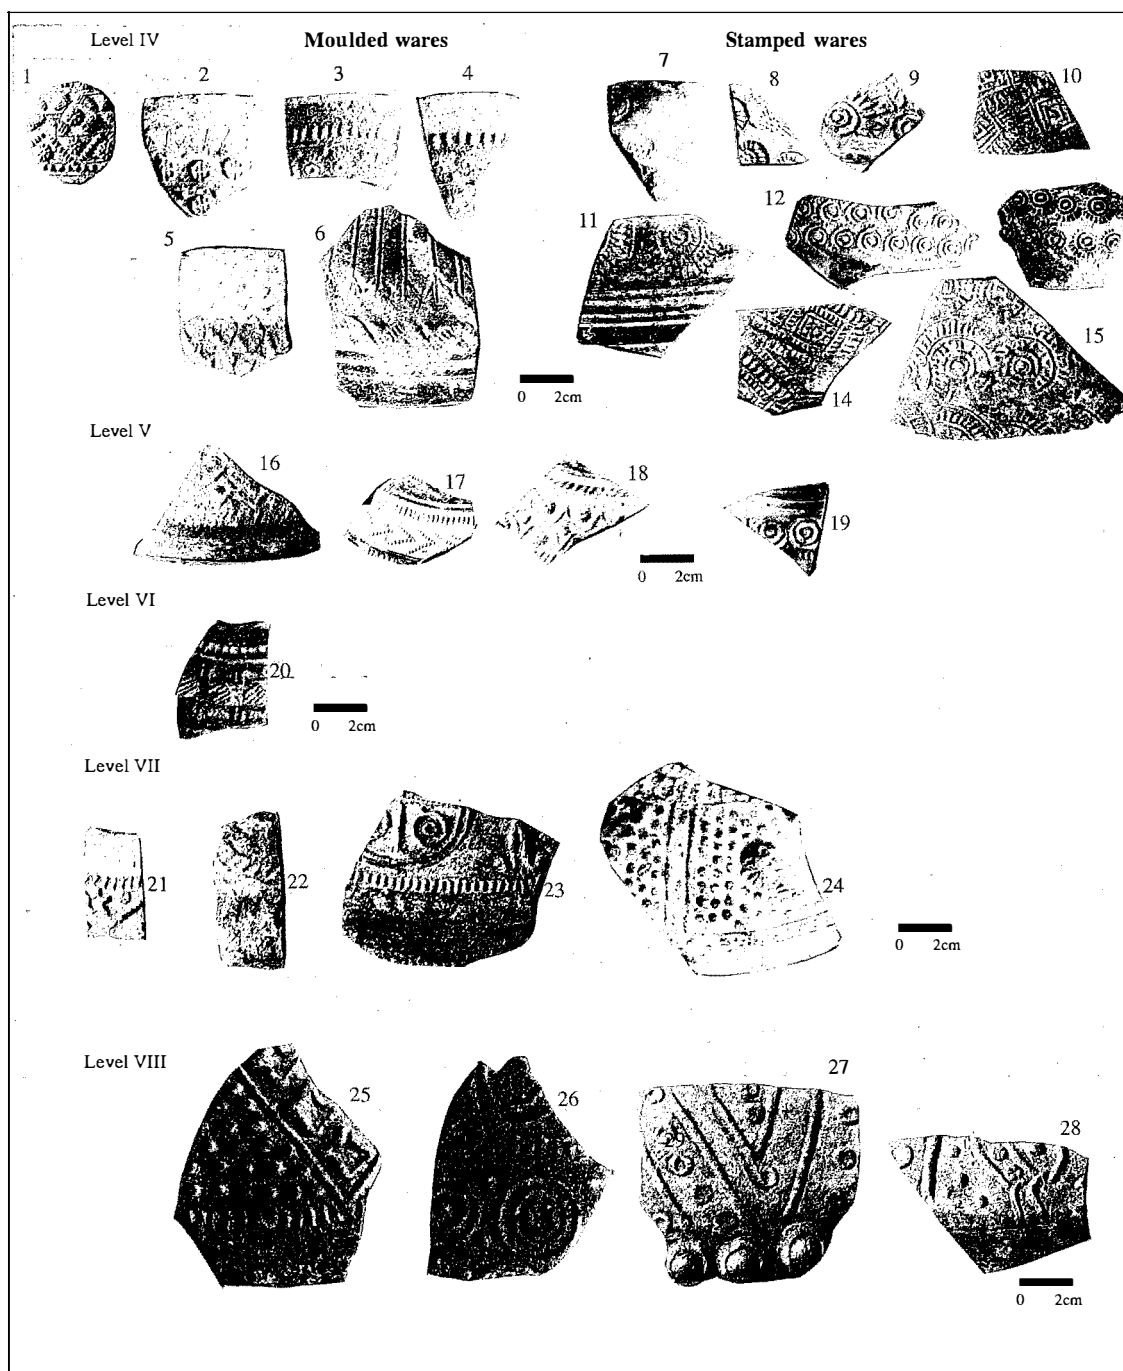 Level IV Moulded wares Stamped wares
1 2 3 4 7 8 9 10
5 6 11 12
0 2cm
14 15
Level V
16 17 18 19
0 2cm
Level VI
20
0 2cm
Level VII
21 22 23 24
0 2cm
Level VIII
25 26 27 28
0 2cm